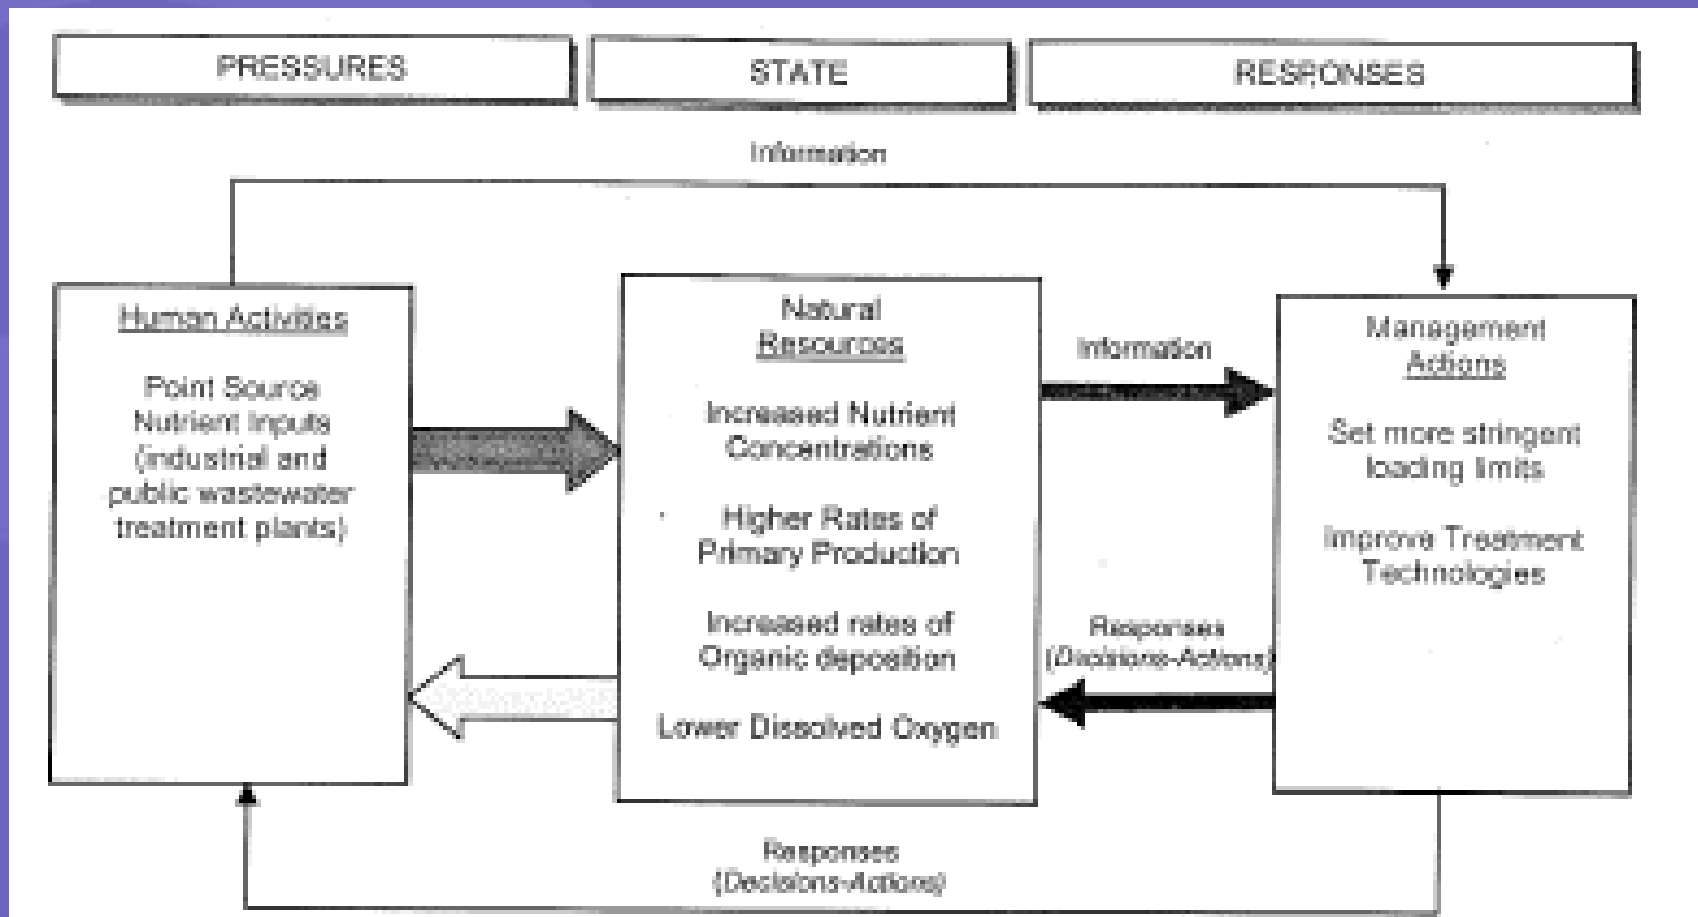 PRESSURES
STATE
RESPONSES
Information
Human Activities
Point Source
Nutrient Inputs
(industrial and
public wastewater
treatment plants)
Natural
Resources
Increased Nutrient
Concentrations
Higher Rates of
Primary Production
Increased rates of
Organic deposition
Lower Dissolved Oxygen
Information
Responses
(Decisions-Actions)
Management
Actions
Set more stringent
loading limits
Improve Treatment
Technologies
Responses
(Decisions-Actions)